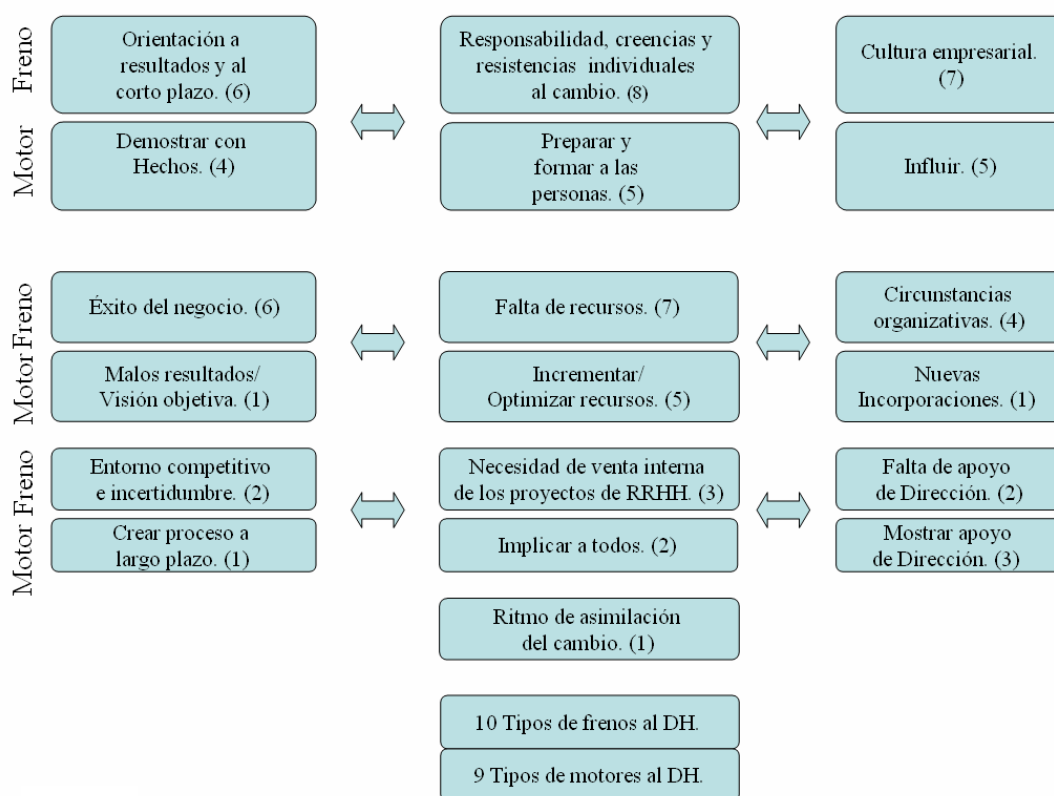 Freno
Orientación a
resultados y al
corto plazo. (6)
Responsabilidad, creencias y
resistencias individuales
al cambio. (8)
Cultura empresarial.
(7)
Motor
Demostrar con
Hechos. (4)
Preparar y
formar a las
personas. (5)
Influir. (5)
Freno
Éxito del negocio. (6)
Falta de recursos. (7)
Circunstancias
organizativas. (4)
Motor
Malos resultados/
Visión objetiva. (1)
Incrementar/
Optimizar recursos. (5)
Nuevas
Incorporaciones. (1)
Freno
Entorno competitivo
e incertidumbre. (2)
Necesidad de venta interna
de los proyectos de RRHH. (3)
Falta de apoyo
de Dirección. (2)
Motor
Crear proceso a
largo plazo. (1)
Implicar a todos. (2)
Mostrar apoyo
de Dirección. (3)
Ritmo de asimilación
del cambio. (1)
10 Tipos de frenos al DH.
9 Tipos de motores al DH.